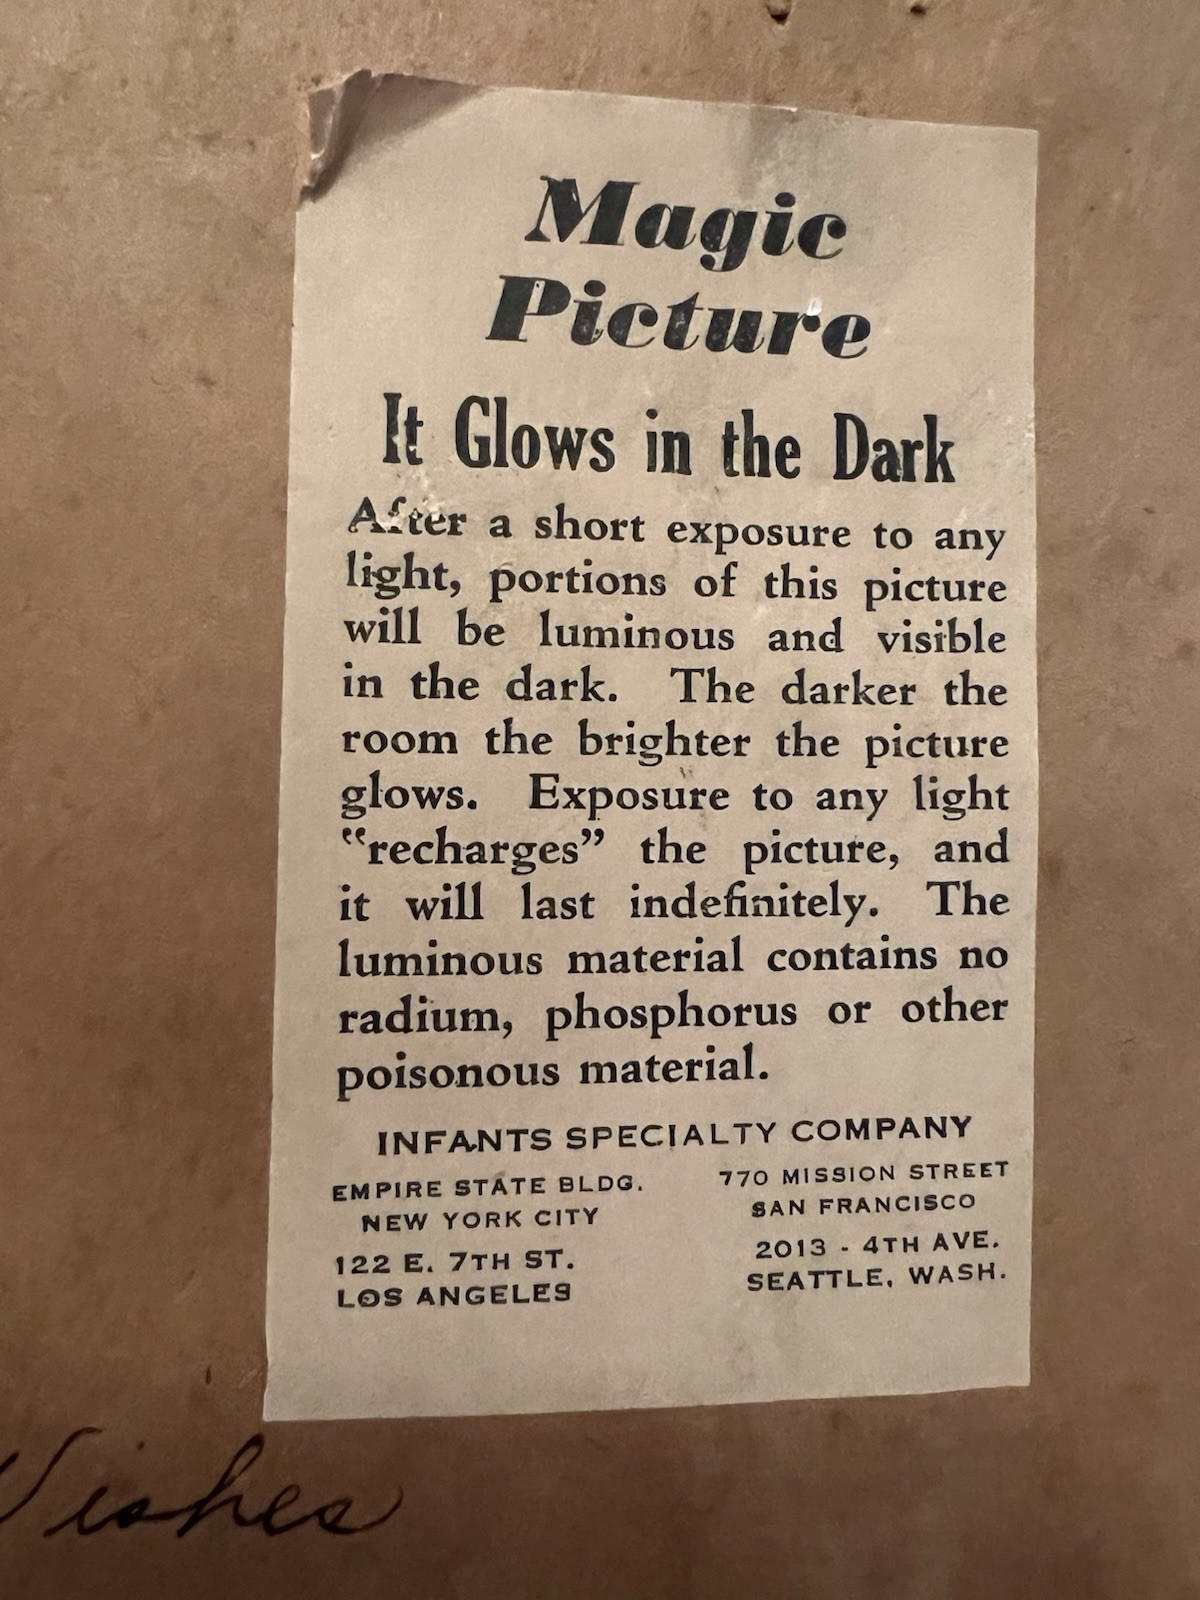 Magic
Picture
It Glows in the Dark
After a short exposure to any
light, portions of this picture
will be luminous and visible
in the dark. The darker the
room the brighter the picture
glows. Exposure to any light
"recharges" the picture, and
it will last indefinitely. The
luminous material contains no
radium, phosphorus or other
poisonous material.
INFANTS SPECIALTY COMPANY
EMPIRE STATE BLDG.
NEW YORK CITY
122 E. 7TH ST.
LOS ANGELES
770 MISSION STREET
SAN FRANCISCO
2013 - 4TH AVE.
SEATTLE, WASH.
Wishes